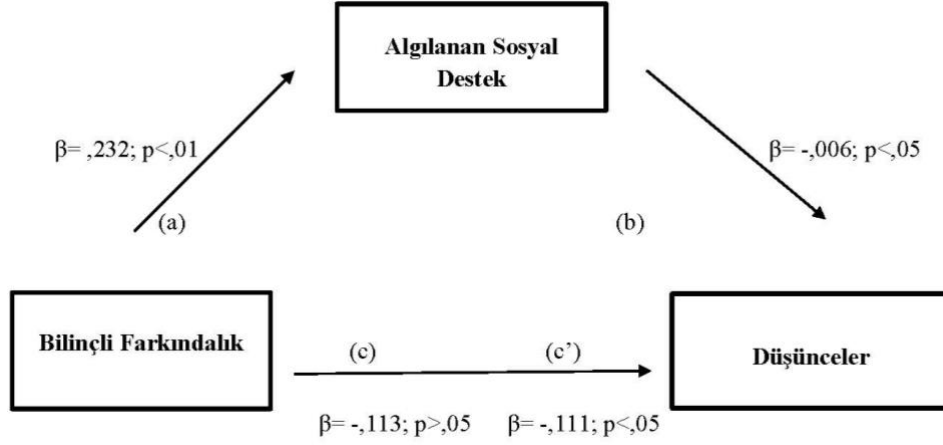 Algılanan Sosyal
Destek
β= ,232; p<,01
β= -,006; p<,05
(a)
(b)
Bilinçli Farkındalık
(c)
(c’)
Düşünceler
β= -,113; p>,05
β= -,111; p<,05